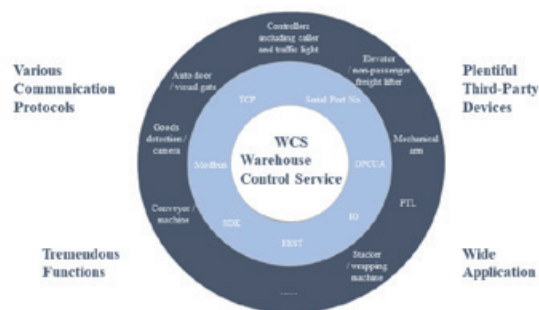 Controllers
including caller
and traffic light
Various
Communication
Protocols
Auto door
/ visual gate
Elevator
/ non-passenger
freight lifter
Plentiful
Third-Party
Devices
TCP
Serial Port No.
Goods
detection /
camera
WCS
Warehouse
Control Service
Mechanical
arm
Modbus
OPCUA
Conveyor /
machine
PTL
SDK
IO
REST
Tremendous
Functions
Stacker
/ wrapping
machine
Wide
Application
......